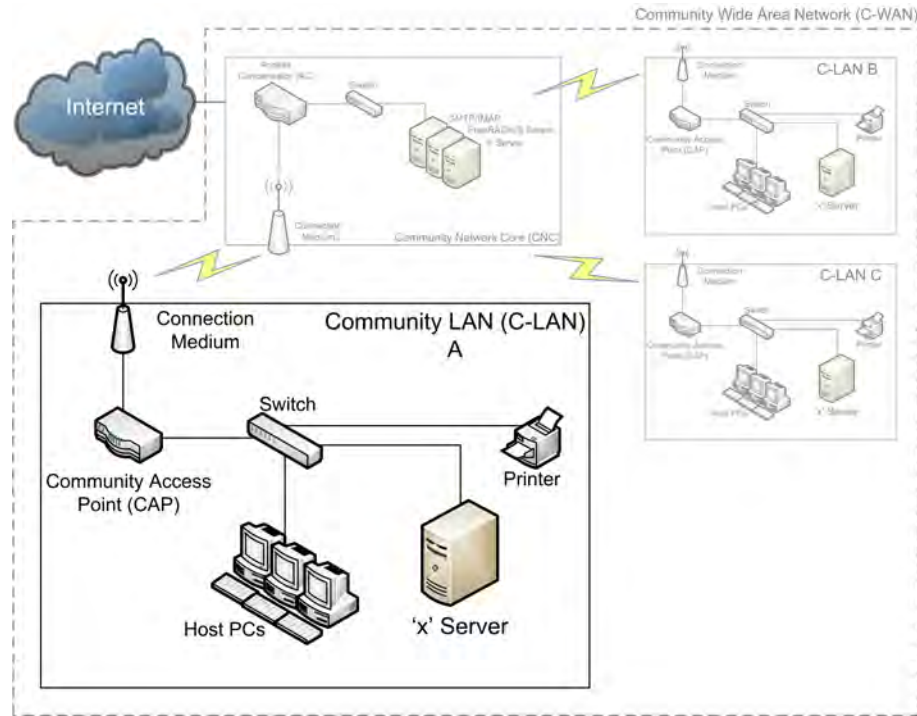 Community Wide Area Network (C-WAN)
Internet
Access
Concentrator (AC)
Switch
SMTP/IMAP
FreeRADIUS Server
'x' Server
Connection
Medium
Community Network Core (CNC)
C-LAN B
Connection
Medium
Switch
Community Access
Point (CAP)
Printer
Host PCs
'x' Server
C-LAN C
Connection
Medium
Switch
Community Access
Point (CAP)
Printer
Host PCs
'x' Server
Community LAN (C-LAN)
A
Connection
Medium
Switch
Community Access
Point (CAP)
Printer
Host PCs
'x' Server